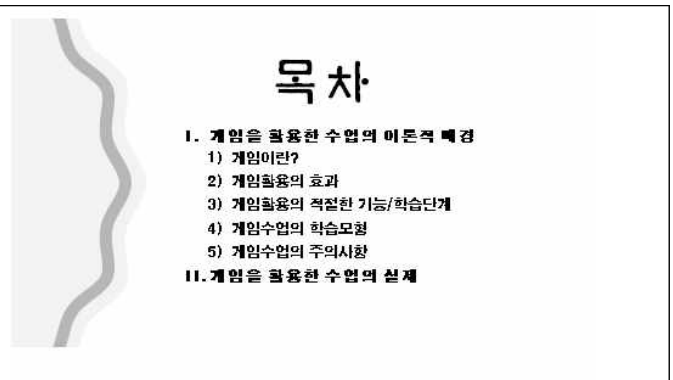 목차
I. 게임을 활용한 수업의 이론적 배경
1) 게임이란?
2) 게임활용의 효과
3) 게임활용의 적절한 기능/학습단계
4) 게임수업의 학습모형
5) 게임수업의 주의사항
II.게임을 활용한 수업의 실제